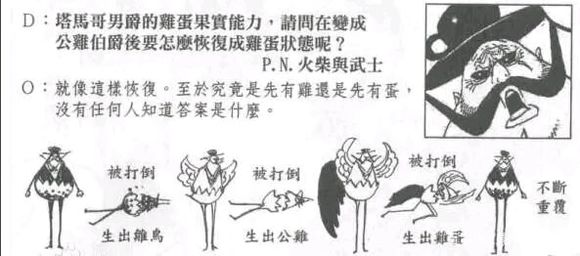 D：塔馬哥男爵的雞蛋果實能力，請問在變成
公雞伯爵後要怎麼恢復成雞蛋狀態呢？
P.N. 火柴與武士
O：就像這樣恢復。至於究竟是先有雞還是先有蛋，
沒有任何人知道答案是什麼。
被打倒
生出雛鳥
被打倒
生出公雞
被打倒
生出雞蛋
不斷
重覆